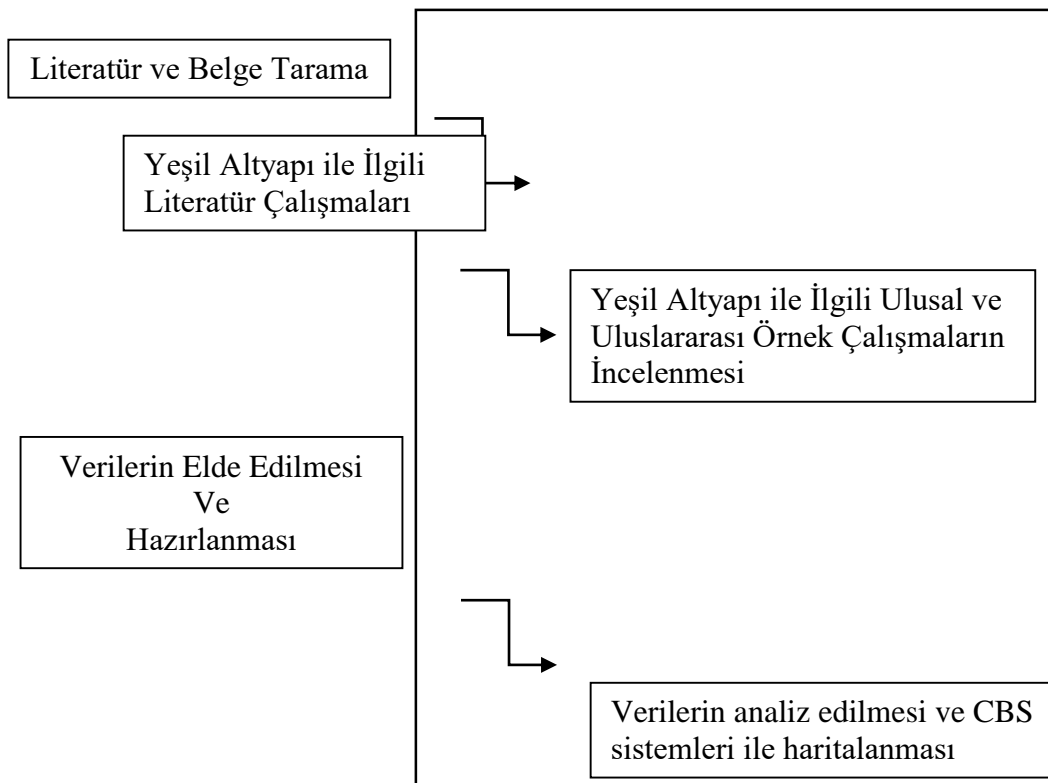 Literatür ve Belge Tarama
Yeşil Altyapı ile İlgili
Literatür Çalışmaları
Yeşil Altyapı ile İlgili Ulusal ve
Uluslararası Örnek Çalışmaların
İncelenmesi
Verilerin Elde Edilmesi
Ve
Hazırlanması
Verilerin analiz edilmesi ve CBS
sistemleri ile haritalanması